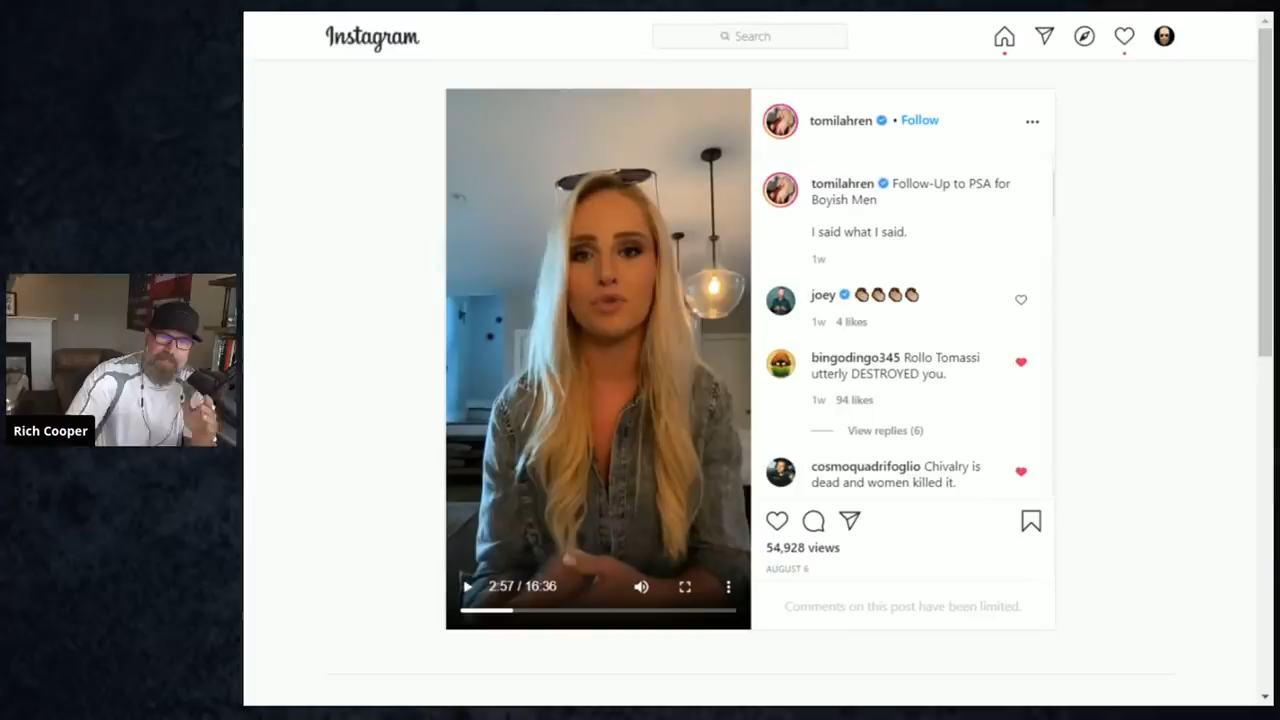 Instagram
Search
tomilahren • Follow
tomilahren Follow-Up to PSA for
Boyish Men
I said what I said.
1w
joey
1w 4 likes
bingodingo345 Rollo Tomassi
utterly DESTROYED you.
1w 94 likes
View replies (6)
cosmoquadrifoglio Chivalry is
dead and women killed it.
54,928 views
AUGUST 6
Comments on this post have been limited.
2:57 / 16:36
Rich Cooper